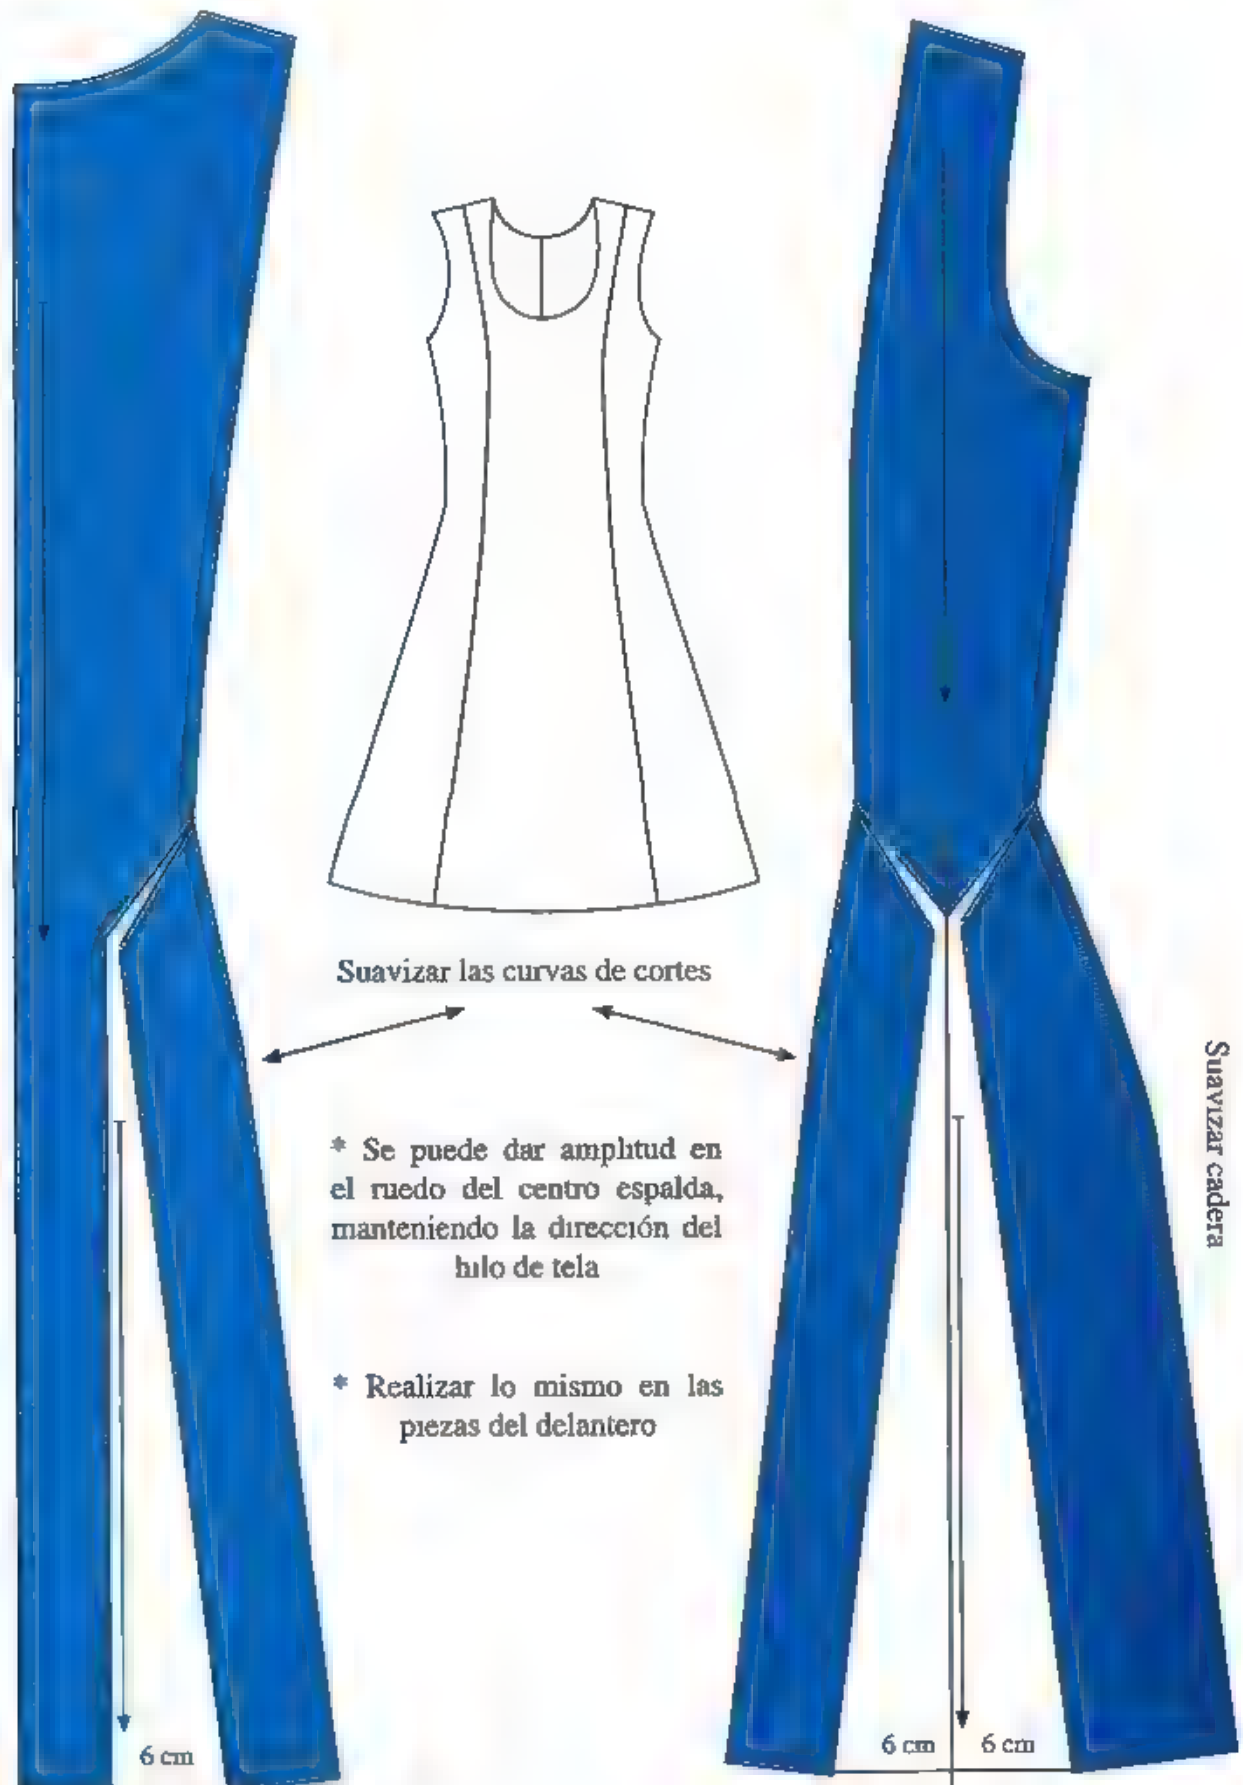 Suavizar las curvas de cortes
* Se puede dar amplitud en
el ruedo del centro espalda,
manteniendo la dirección del
hilo de tela
* Realizar lo mismo en las
piezas del delantero
Suavizar cadera
6 cm
6 cm
6 cm